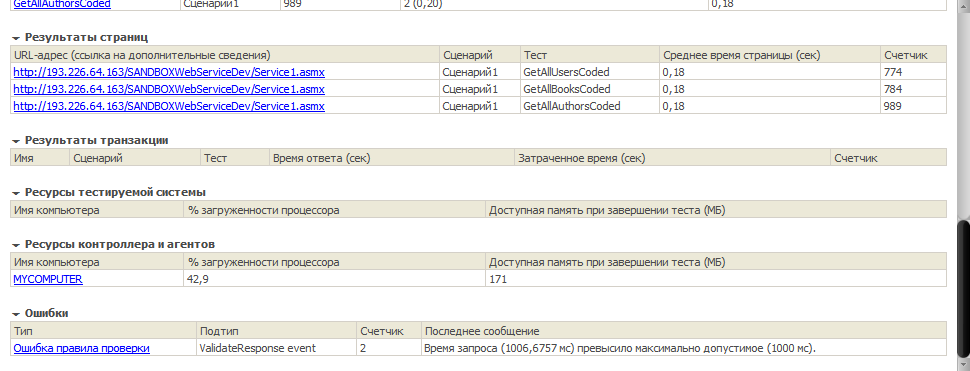 GetAllAuthorsCoded Сценарий1 989 2 (0,20) 0,18
Результаты страниц
URL-адрес (ссылка на дополнительные сведения) Сценарий Тест Среднее время страницы (сек) Счетчик
http://193.226.64.163/SANDBOXWebServiceDev/Service1.asmx Сценарий1 GetAllUsersCoded 0,18 774
http://193.226.64.163/SANDBOXWebServiceDev/Service1.asmx Сценарий1 GetAllBooksCoded 0,18 784
http://193.226.64.163/SANDBOXWebServiceDev/Service1.asmx Сценарий1 GetAllAuthorsCoded 0,18 989
Результаты транзакции
Имя Сценарий Тест Время ответа (сек) Затраченное время (сек) Счетчик
Ресурсы тестируемой системы
Имя компьютера % загруженности процессора Доступная память при завершении теста (МБ)
Ресурсы контроллера и агентов
Имя компьютера % загруженности процессора Доступная память при завершении теста (МБ)
MYCOMPUTER 42,9 171
Ошибки
Тип Подтип Счетчик Последнее сообщение
Ошибка правила проверки ValidateResponse event 2 Время запроса (1006,6757 мс) превысило максимально допустимое (1000 мс).